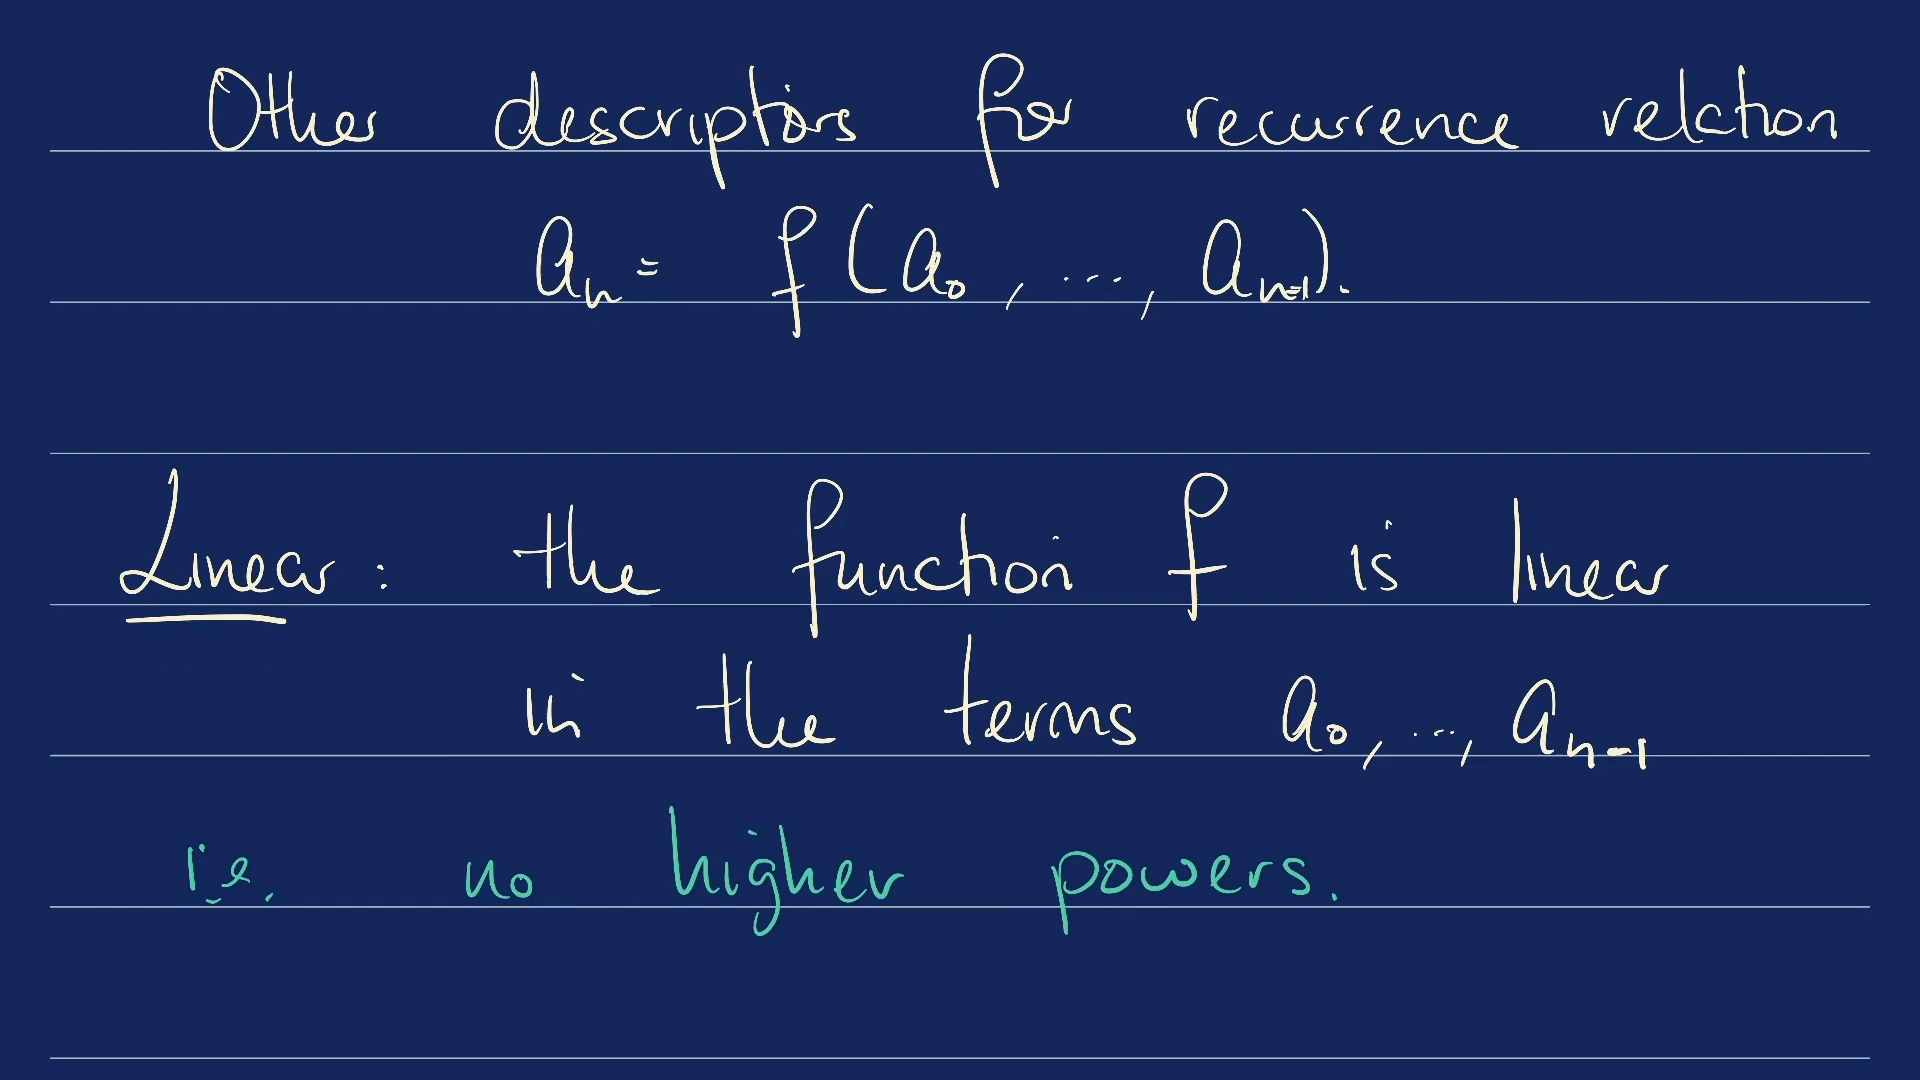 Other descriptors for recurrence relation
aₙ = f(a₀, ..., aₙ₋₁).
Linear: the function f is linear
in the terms a₀, ..., aₙ₋₁
i.e. no higher powers.